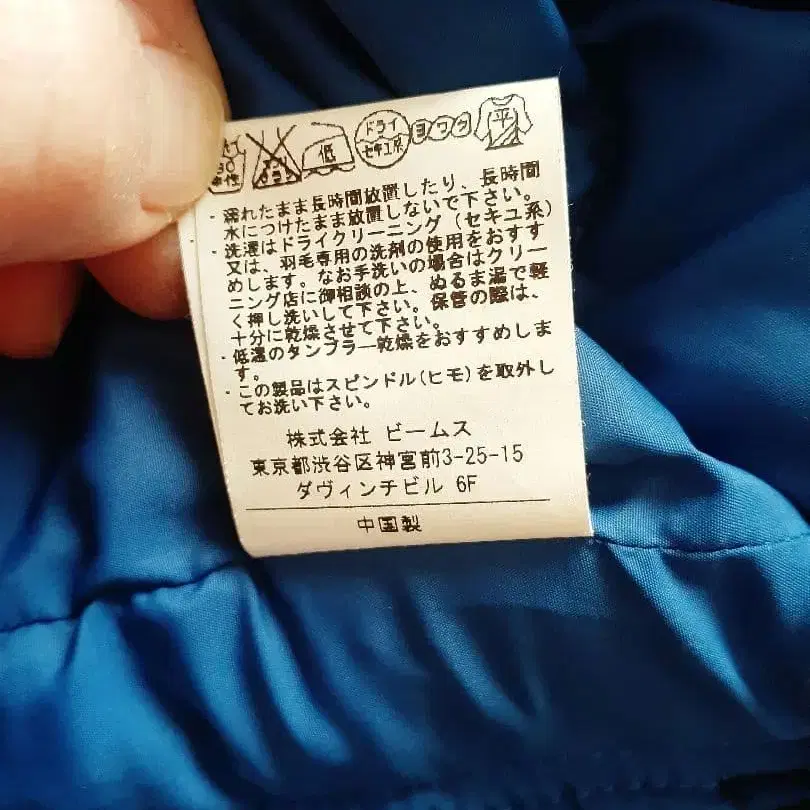 低 ドライ セキユ系 ヨワク 平
・濡れたまま長時間放置したり、長時間
水につけたまま放置しないで下さい。
・洗濯はドライクリーニング(セキユ系)
又は、羽毛専用の洗剤の使用をおすす
めします。なお手洗いの場合はクリー
ニング店に御相談の上、ぬるま湯で軽
く押し洗いして下さい。保管の際は、
十分に乾燥させて下さい。
・低温のタンブラー乾燥をおすすめしま
す。
・この製品はスピンドル(ヒモ)を取外し
てお洗い下さい。
株式会社 ビームス
東京都渋谷区神宮前3-25-15
ダヴィンチビル 6F
中国製